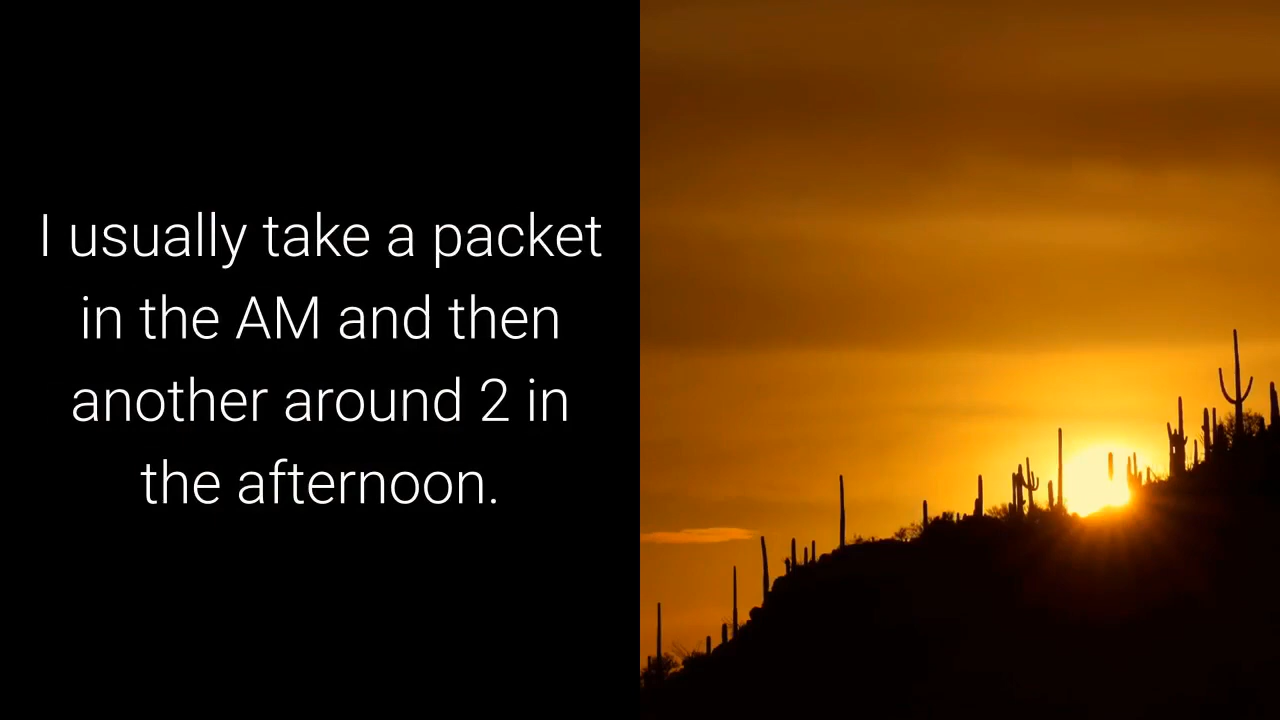 I usually take a packet
in the AM and then
another around 2 in
the afternoon.